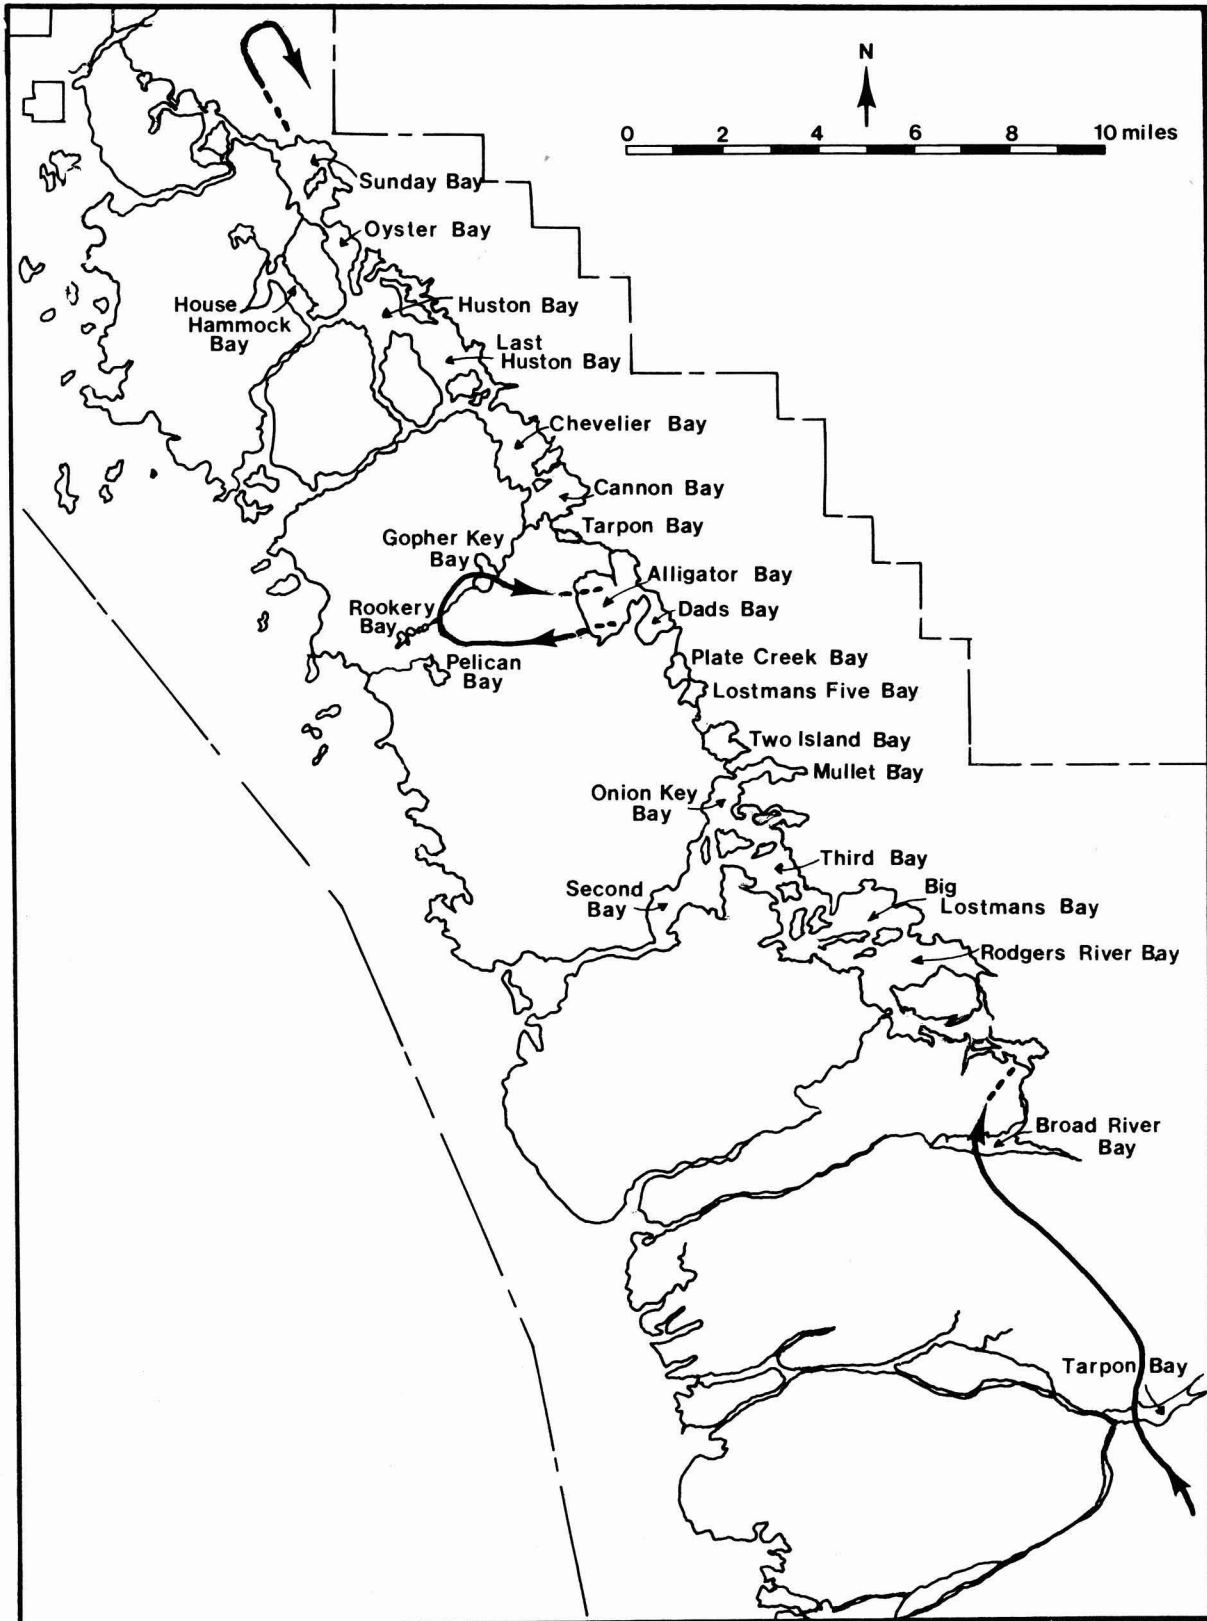 N
0 2 4 6 8 10 miles
Sunday Bay
Oyster Bay
House
Hammock
Bay
Huston Bay
Last
Huston Bay
Chevelier Bay
Cannon Bay
Tarpon Bay
Gopher Key
Bay
Alligator Bay
Rookery
Bay
Dads Bay
Pelican
Bay
Plate Creek Bay
Lostmans Five Bay
Two Island Bay
Mullet Bay
Onion Key
Bay
Third Bay
Second
Bay
Big
Lostmans Bay
Rodgers River Bay
Broad River
Bay
Tarpon Bay